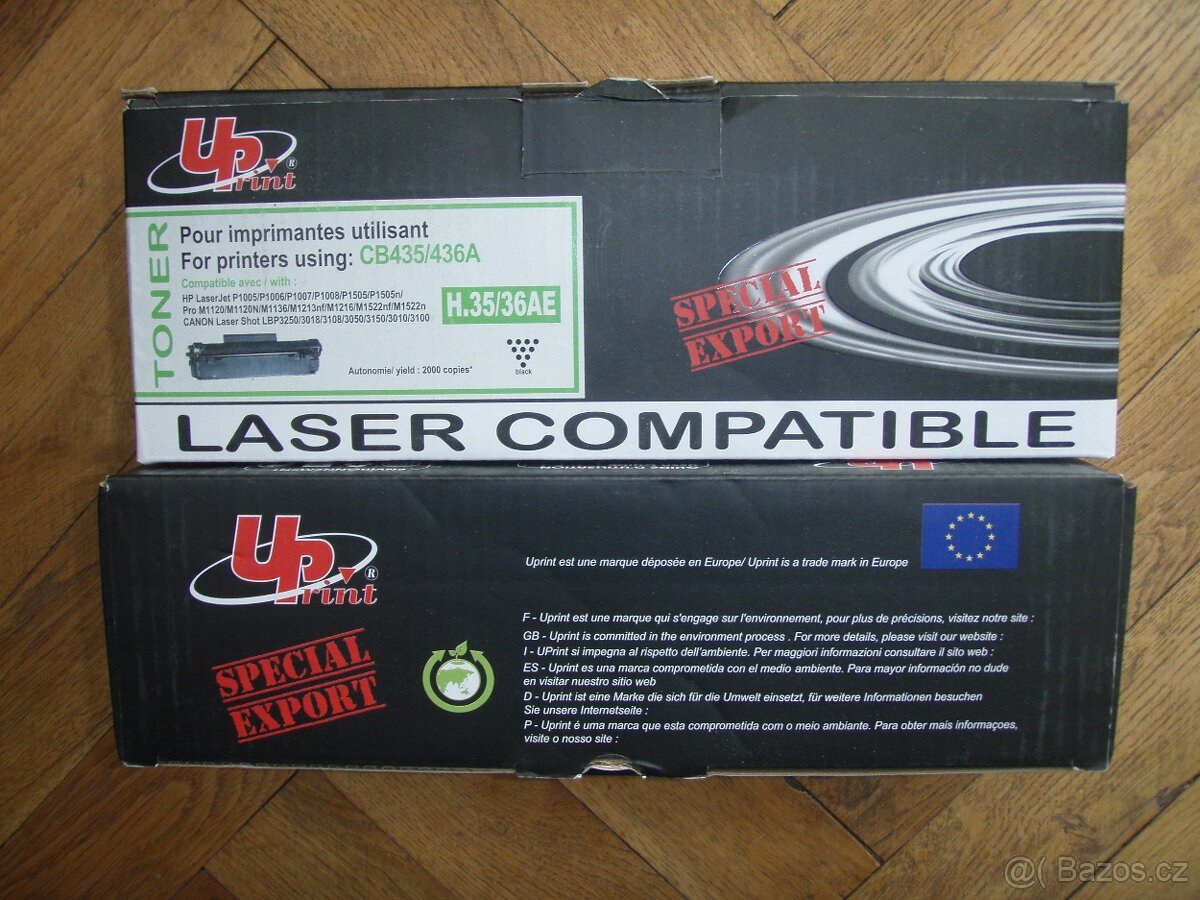 UPrint ®
TONER
Pour imprimantes utilisant
For printers using: CB435/436A
Compatible avec / with :
HP LaserJet P1005/P1006/P1007/P1008/P1505/P1505n/
Pro M1120/M1120N/M1136/M1213nf/M1216/M1522nf/M1522n
CANON Laser Shot LBP3250/3018/3108/3050/3150/3010/3100
H.35/36AE
Autonomie/ yield : 2000 copies*
black
SPECIAL
EXPORT
LASER COMPATIBLE
UPrint ®
SPECIAL
EXPORT
Uprint est une marque déposée en Europe/ Uprint is a trade mark in Europe
F - Uprint est une marque qui s'engage sur l'environnement, pour plus de précisions, visitez notre site :
GB - Uprint is committed in the environment process . For more details, please visit our website :
I - UPrint si impegna al rispetto dell'ambiente. Per maggiori informazioni consultare il sito web :
ES - Uprint es una marca comprometida con el medio ambiente. Para mayor información no dude
en visitar nuestro sitio web
D - Uprint ist eine Marke die sich für die Umwelt einsetzt, für weitere Informationen besuchen
Sie unsere Internetseite :
P - Uprint é uma marca que esta comprometida com o meio ambiante. Para obter mais informaçoes,
visite o nosso site :
@( Bazos.cz